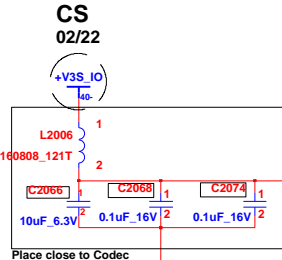 CS
02/22
+V3S_IO
40-
L2006
1
160808_121T
2
C2066
C2068
C2074
1
1
1
2
2
2
10uF_6.3V
0.1uF_16V
0.1uF_16V
Place close to Codec